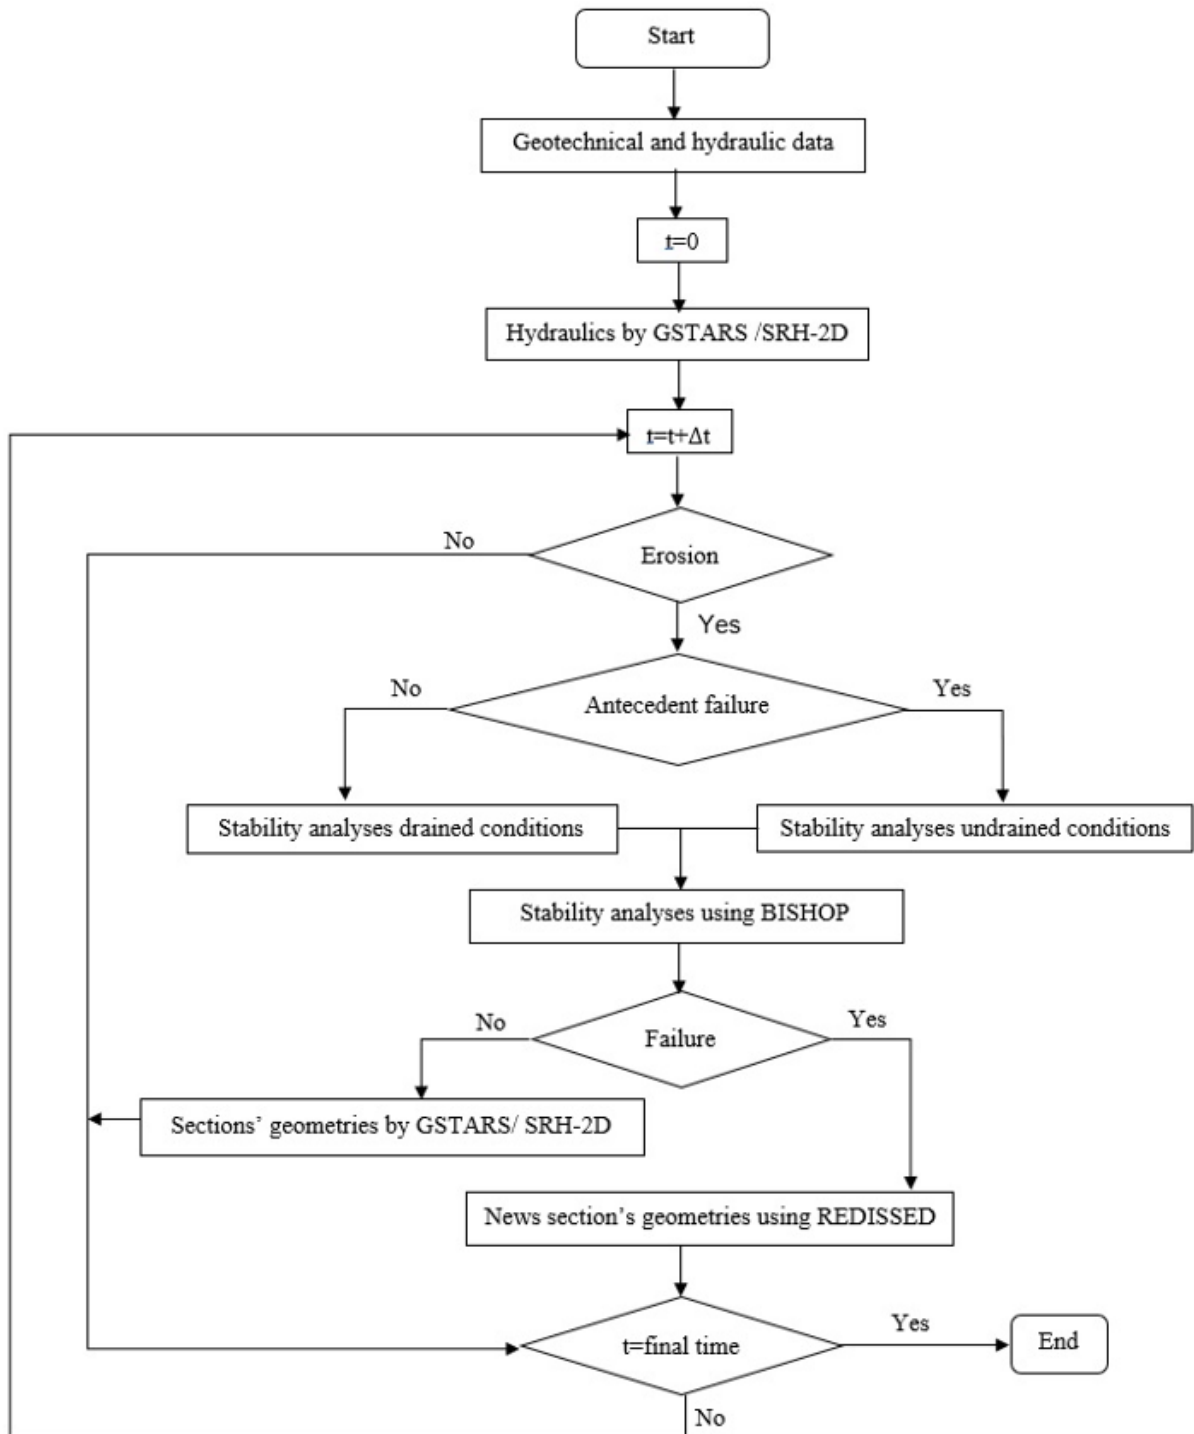 Start
Geotechnical and hydraulic data
t=0
Hydraulics by GSTARS /SRH-2D
t=t+Δt
No
Erosion
Yes
No
Yes
Antecedent failure
Stability analyses drained conditions
Stability analyses undrained conditions
Stability analyses using BISHOP
No
Yes
Failure
Sections’ geometries by GSTARS/ SRH-2D
News section’s geometries using REDISSED
Yes
t=final time
End
No